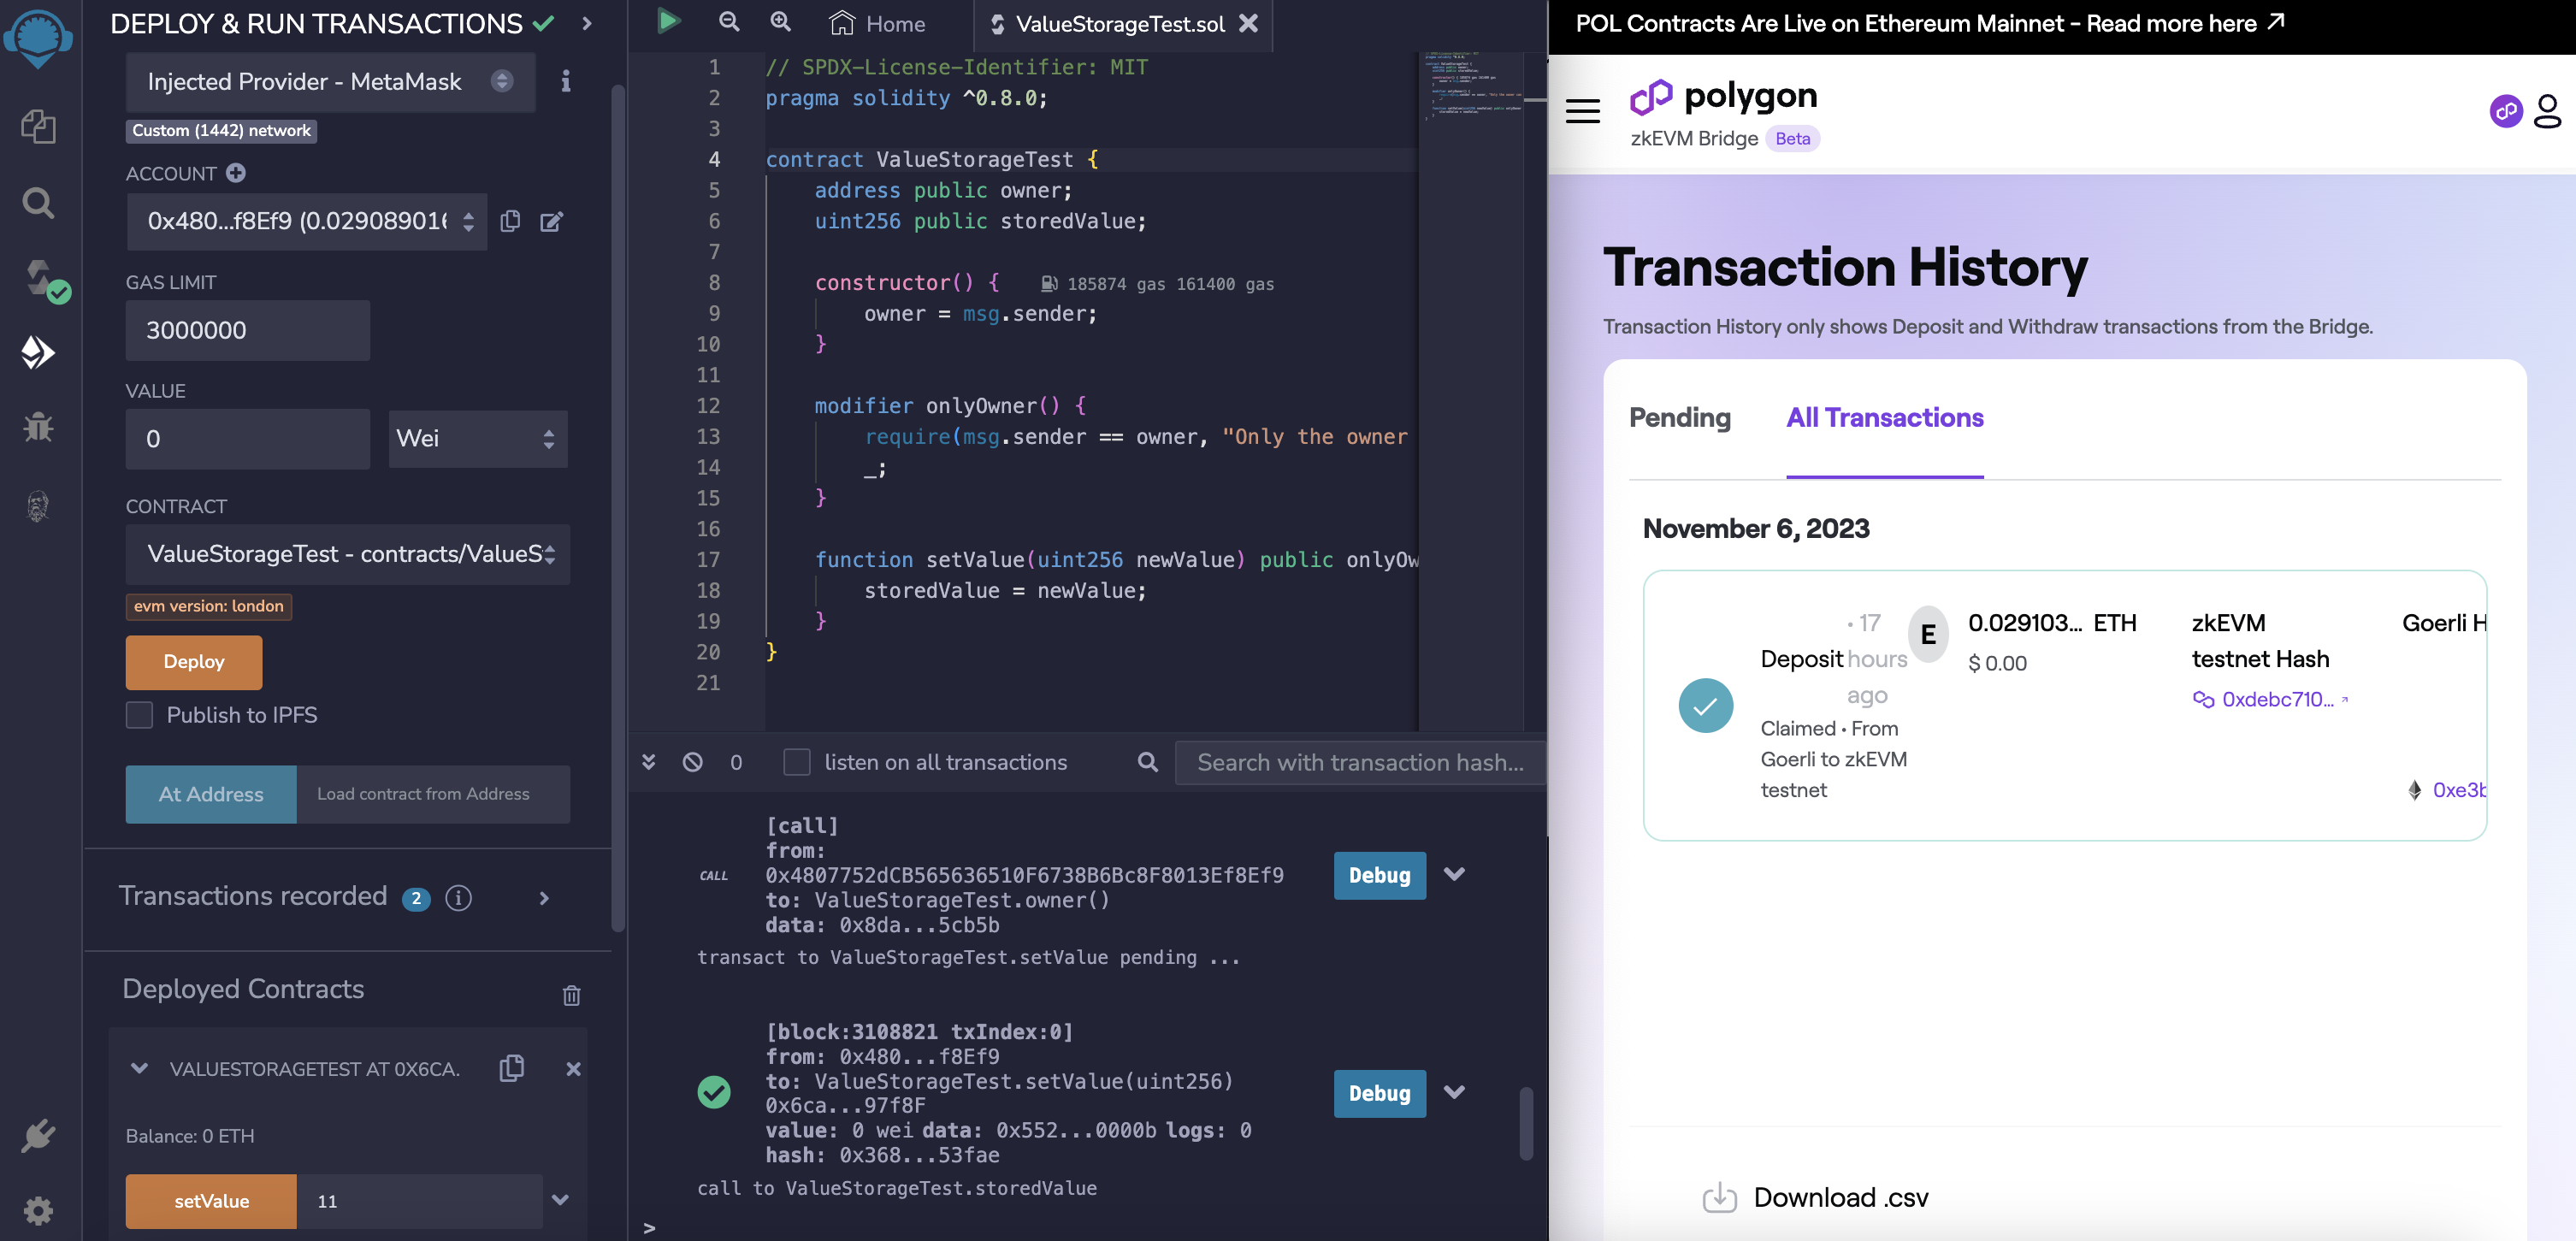 DEPLOY & RUN TRANSACTIONS
Injected Provider - MetaMask
Custom (1442) network
ACCOUNT
0x480...f8Ef9 (0.029089016
GAS LIMIT
3000000
VALUE
0
Wei
CONTRACT
ValueStorageTest - contracts/ValueS
evm version: london
Deploy
Publish to IPFS
At Address
Load contract from Address
Transactions recorded 2
Deployed Contracts
VALUESTORAGETEST AT 0X6CA.
Balance: 0 ETH
setValue
11
Home
ValueStorageTest.sol
1 // SPDX-License-Identifier: MIT
2 pragma solidity ^0.8.0;
3
4 contract ValueStorageTest {
5 address public owner;
6 uint256 public storedValue;
7
8 constructor() { 185874 gas 161400 gas
9 owner = msg.sender;
10 }
11
12 modifier onlyOwner() {
13 require(msg.sender == owner, "Only the owner
14 _;
15 }
16
17 function setValue(uint256 newValue) public onlyOw
18 storedValue = newValue;
19 }
20 }
21
0
listen on all transactions
Search with transaction hash...
[call]
from:
CALL 0x4807752dCB565636510F6738B6Bc8F8013Ef8Ef9
to: ValueStorageTest.owner()
data: 0x8da...5cb5b
Debug
transact to ValueStorageTest.setValue pending ...
[block:3108821 txIndex:0]
from: 0x480...f8Ef9
to: ValueStorageTest.setValue(uint256)
0x6ca...97f8F
value: 0 wei data: 0x552...0000b logs: 0
hash: 0x368...53fae
Debug
call to ValueStorageTest.storedValue
>
POL Contracts Are Live on Ethereum Mainnet - Read more here
polygon
zkEVM Bridge Beta
Transaction History
Transaction History only shows Deposit and Withdraw transactions from the Bridge.
Pending
All Transactions
November 6, 2023
Deposit
• 17
hours
ago
Claimed • From
Goerli to zkEVM
testnet
E
0.029103... ETH
$ 0.00
zkEVM
testnet Hash
0xdebc710...
Goerli H
0xe3b
Download .csv